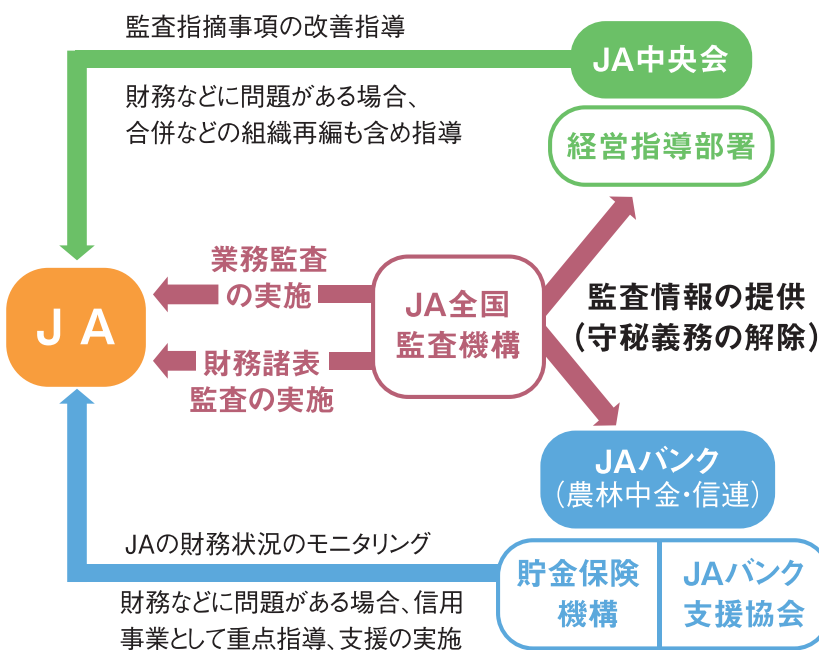 監査指摘事項の改善指導
JA中央会
財務などに問題がある場合、
合併などの組織再編も含め指導
経営指導部署
業務監査
の実施
JA
JA全国
監査機構
監査情報の提供
(守秘義務の解除)
財務諸表
監査の実施
JAバンク
(農林中金・信連)
JAの財務状況のモニタリング
貯金保険
機構
JAバンク
支援協会
財務などに問題がある場合、信用
事業として重点指導、支援の実施